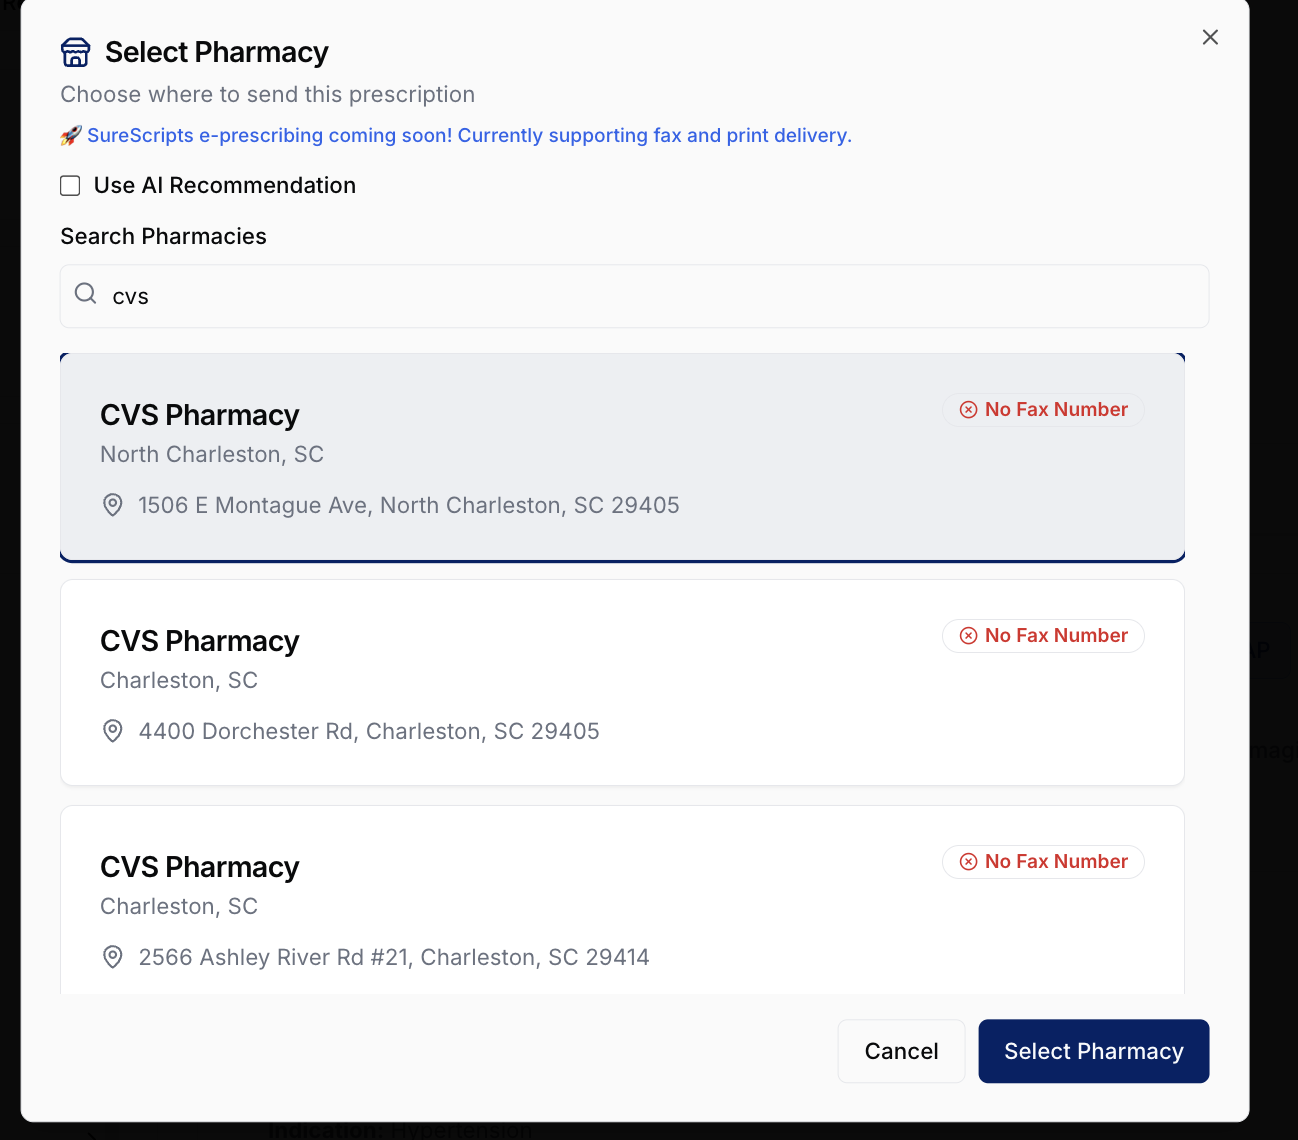 Select Pharmacy
Choose where to send this prescription
🚀 SureScripts e-prescribing coming soon! Currently supporting fax and print delivery.
Use AI Recommendation
Search Pharmacies
cvs
CVS Pharmacy
No Fax Number
North Charleston, SC
1506 E Montague Ave, North Charleston, SC 29405
CVS Pharmacy
No Fax Number
Charleston, SC
4400 Dorchester Rd, Charleston, SC 29405
CVS Pharmacy
No Fax Number
Charleston, SC
2566 Ashley River Rd #21, Charleston, SC 29414
Cancel
Select Pharmacy
Indication: Hypertension